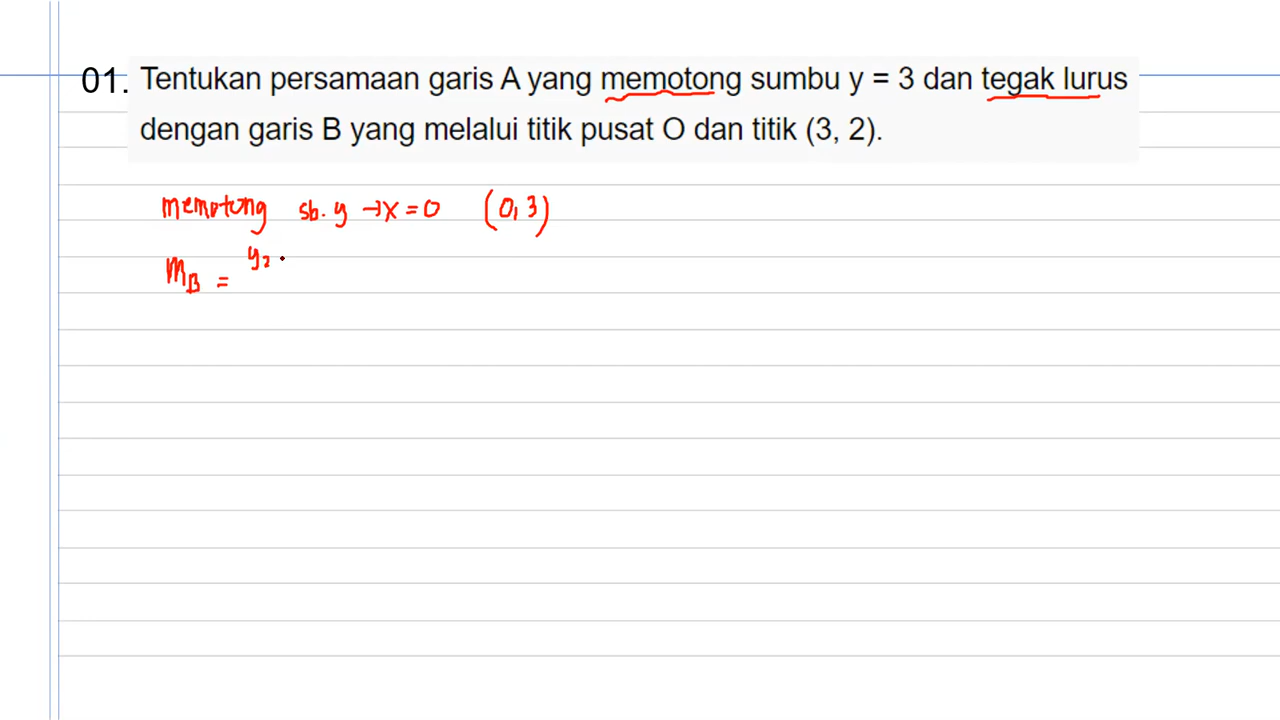 01. Tentukan persamaan garis A yang memotong sumbu y = 3 dan tegak lurus
dengan garis B yang melalui titik pusat O dan titik (3, 2).
memotong sb. y → x = 0 (0, 3)
m_B = y₂